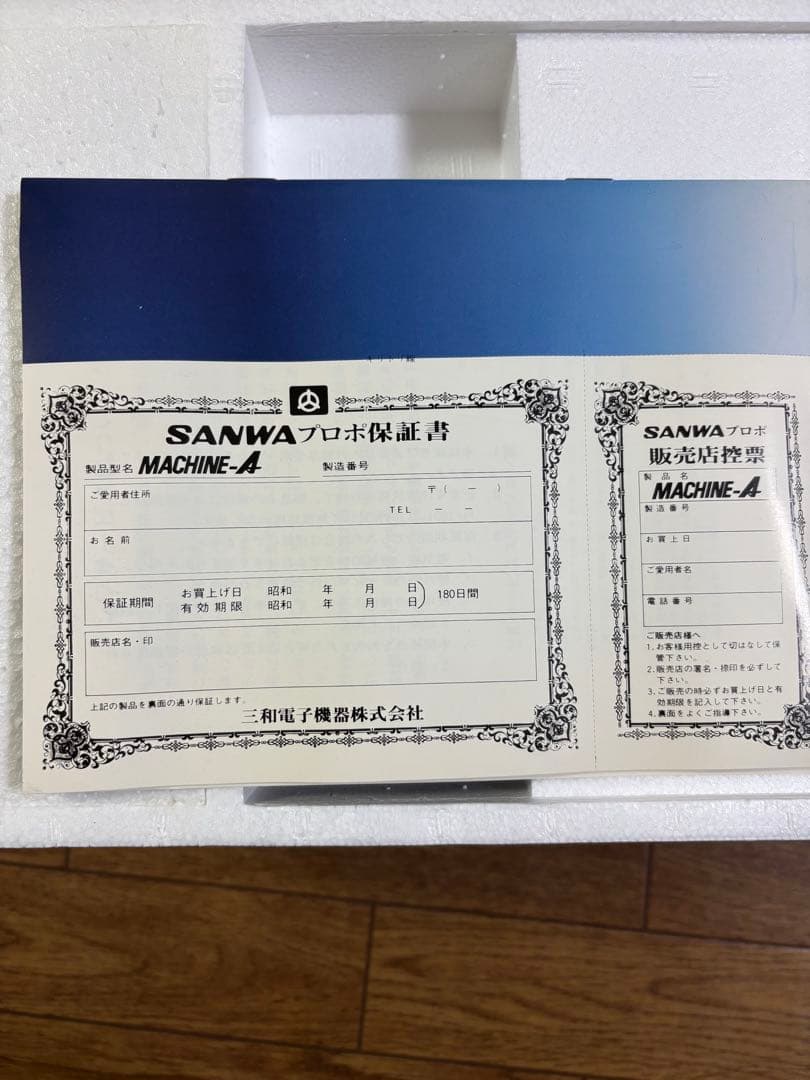 キリトリ線
SANWAプロポ保証書
製品型名 MACHINE-A 製造番号
ご愛用者住所 〒( － )
TEL － －
お名前
保証期間 お買上げ日 昭和 年 月 日
有効期限 昭和 年 月 日) 180日間
販売店名・印
上記の製品を裏面の通り保証します。
三和電子機器株式会社
SANWAプロポ
販売店控票
製品名
MACHINE-A
製造番号
お買上日
ご愛用者名
電話番号
ご販売店様へ
1.お客様用控として切はなして保
管下さい。
2.販売店の署名・捺印を必ずして
下さい。
3.ご販売の時必ずお買上げ日と有
効期限を記入して下さい。
4.裏面をよくご指導下さい。